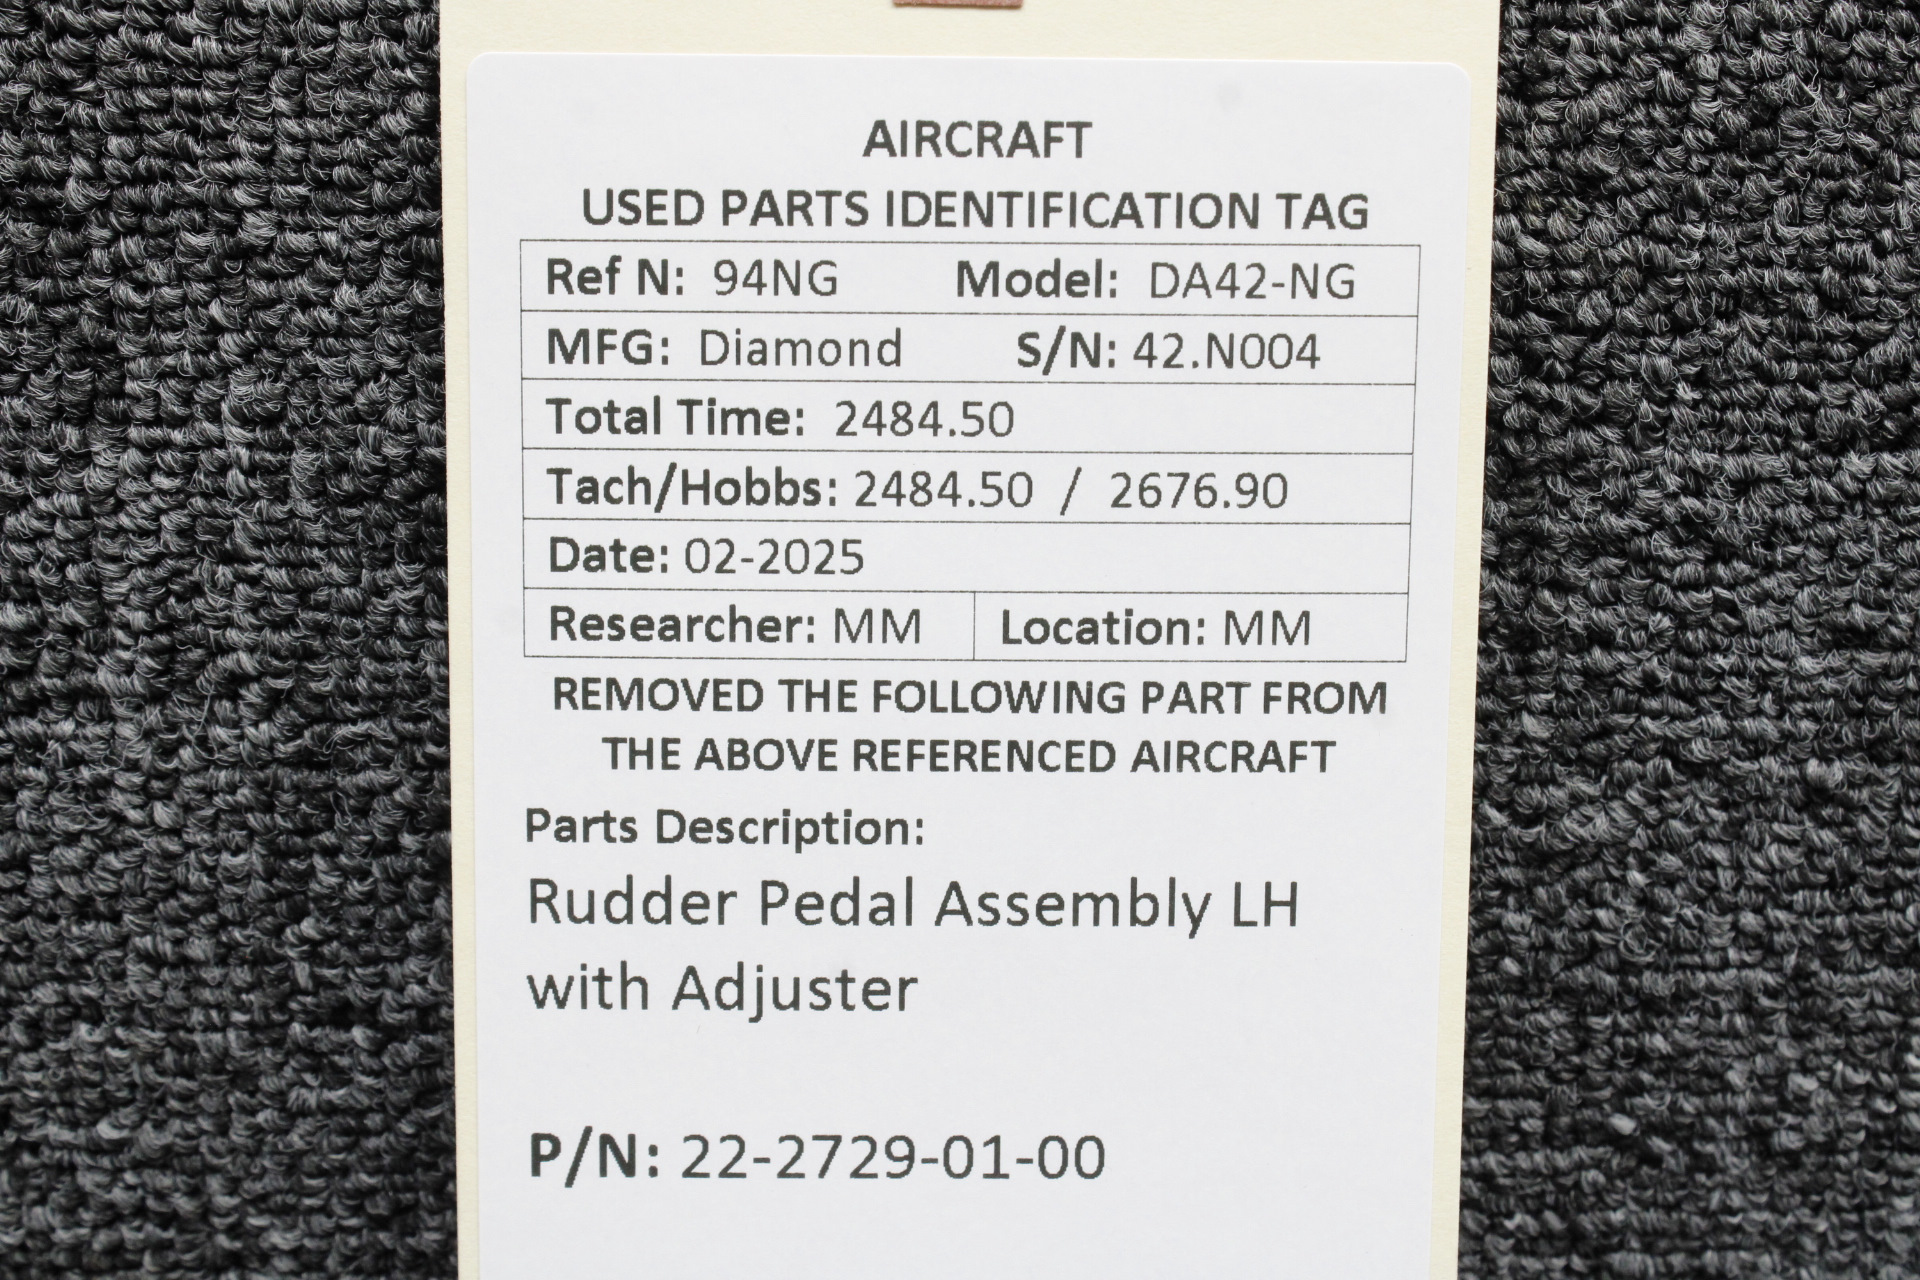 AIRCRAFT
USED PARTS IDENTIFICATION TAG
Ref N: 94NG Model: DA42-NG
MFG: Diamond S/N: 42.N004
Total Time: 2484.50
Tach/Hobbs: 2484.50 / 2676.90
Date: 02-2025
Researcher: MM Location: MM
REMOVED THE FOLLOWING PART FROM
THE ABOVE REFERENCED AIRCRAFT
Parts Description:
Rudder Pedal Assembly LH
with Adjuster
P/N: 22-2729-01-00